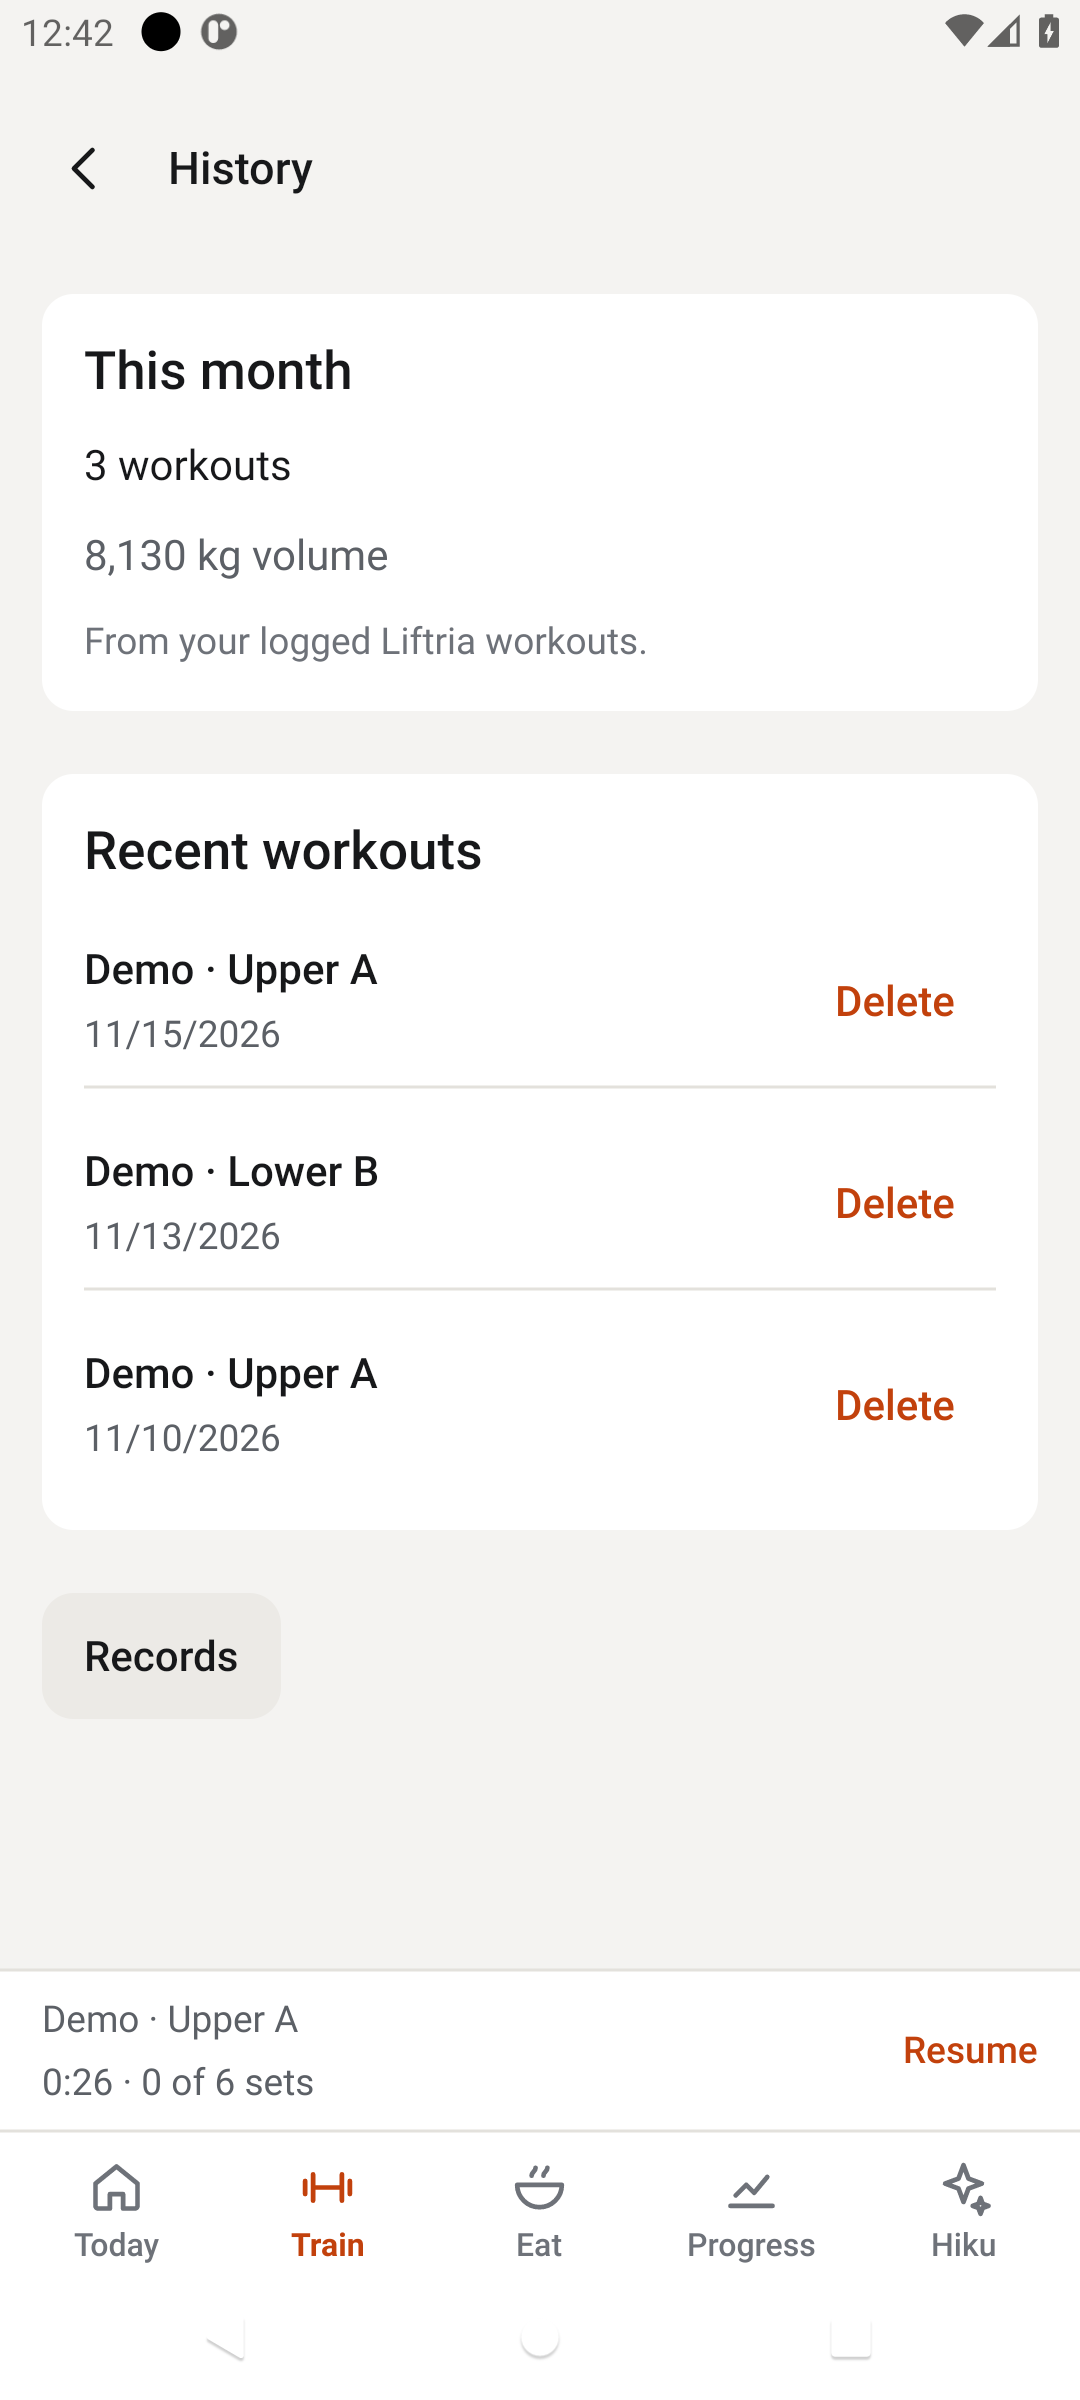 12:42
History
This month
3 workouts
8,130 kg volume
From your logged Liftria workouts.
Recent workouts
Demo · Upper A
11/15/2026
Delete
Demo · Lower B
11/13/2026
Delete
Demo · Upper A
11/10/2026
Delete
Records
Demo · Upper A
0:26 · 0 of 6 sets
Resume
Today
Train
Eat
Progress
Hiku